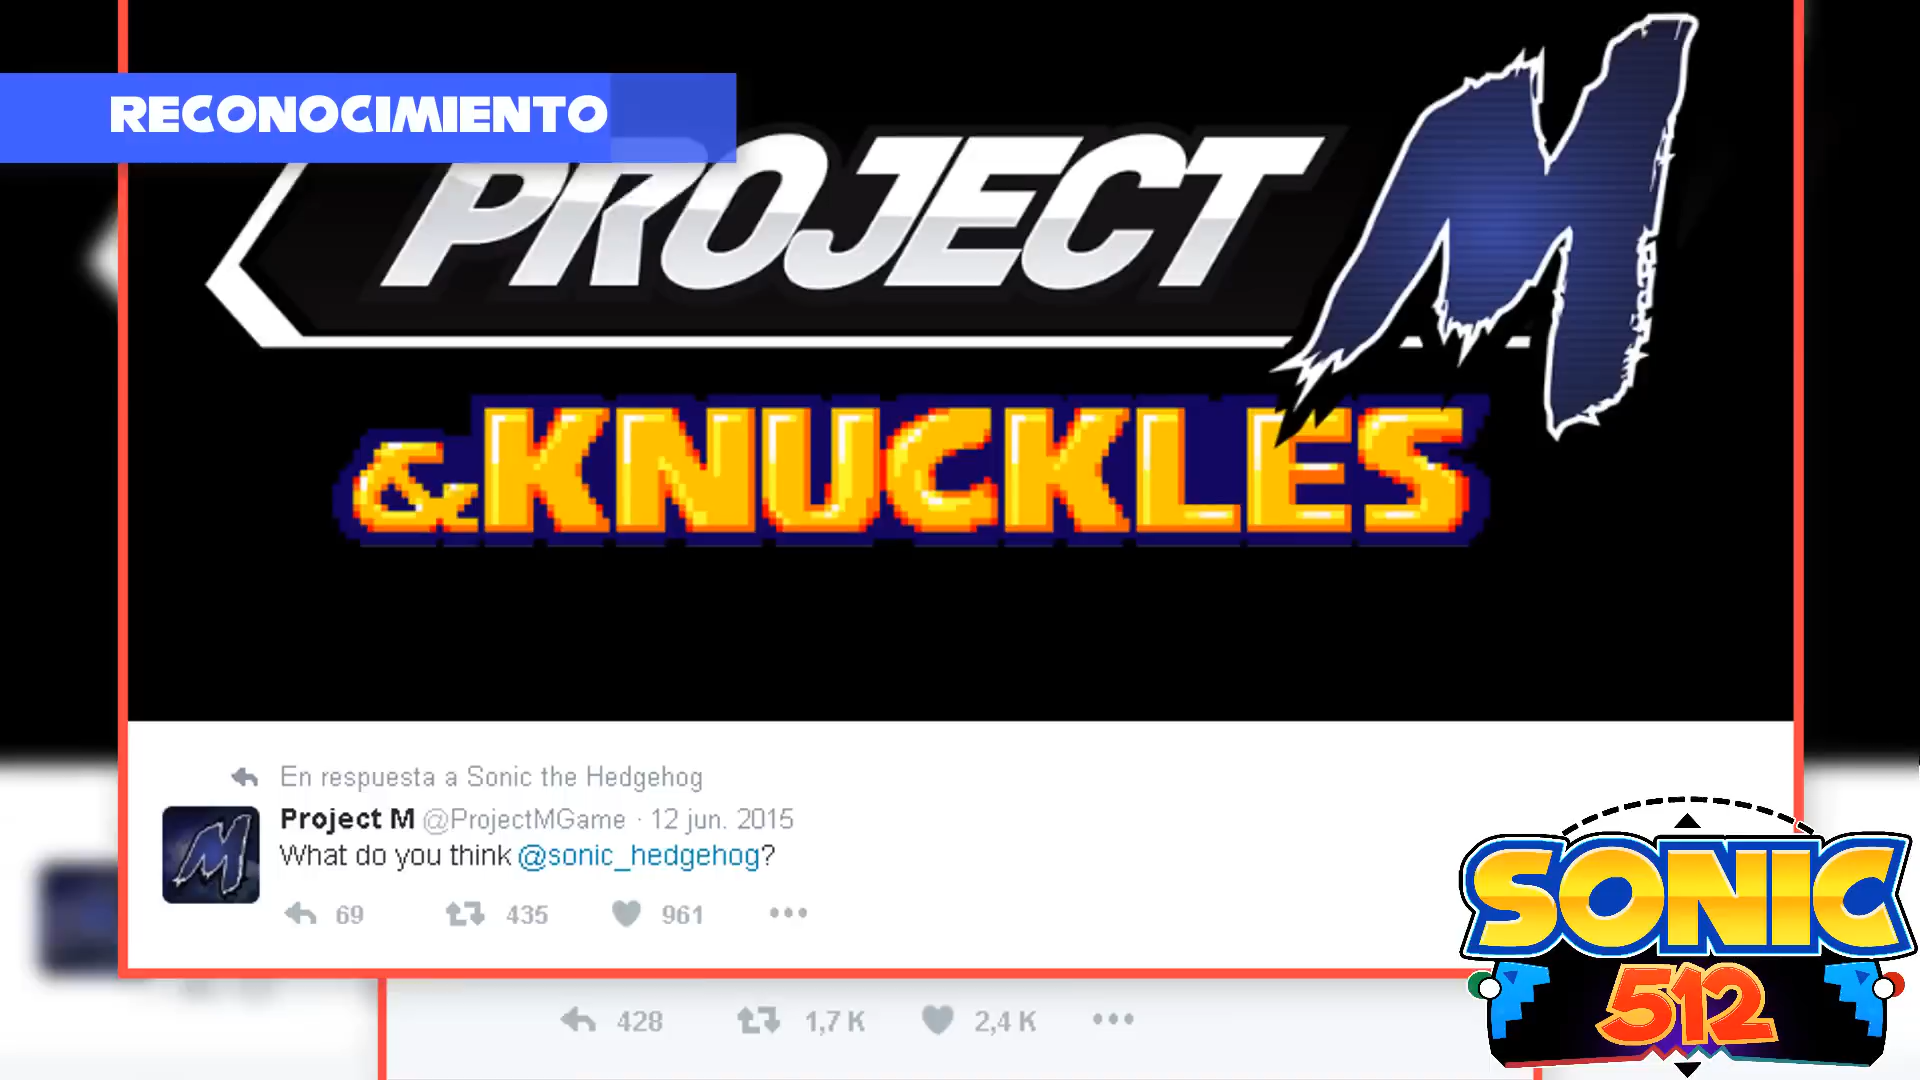 RECONOCIMIENTO
PROJECT M
&KNUCKLES
En respuesta a Sonic the Hedgehog
Project M @ProjectMGame · 12 jun. 2015
What do you think @sonic_hedgehog?
69 435 961
428 1,7 K 2,4 K
SONIC
512